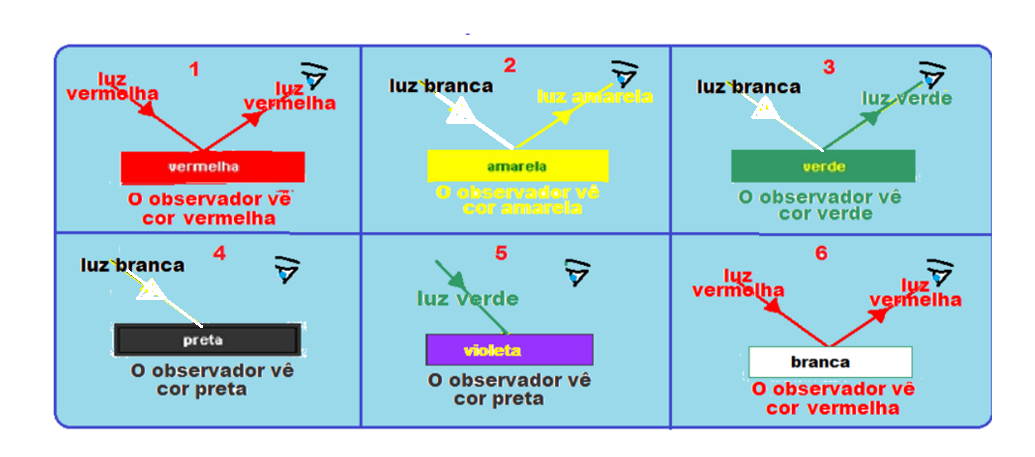 1
luz
vermelha
luz
vermelha
vermelha
O observador vê
cor vermelha
2
luz branca
luz amarela
amarela
O observador vê
cor amarela
3
luz branca
luz verde
verde
O observador vê
cor verde
4
luz branca
preta
O observador vê
cor preta
5
luz verde
violeta
O observador vê
cor preta
6
luz
vermelha
luz
vermelha
branca
O observador vê
cor vermelha